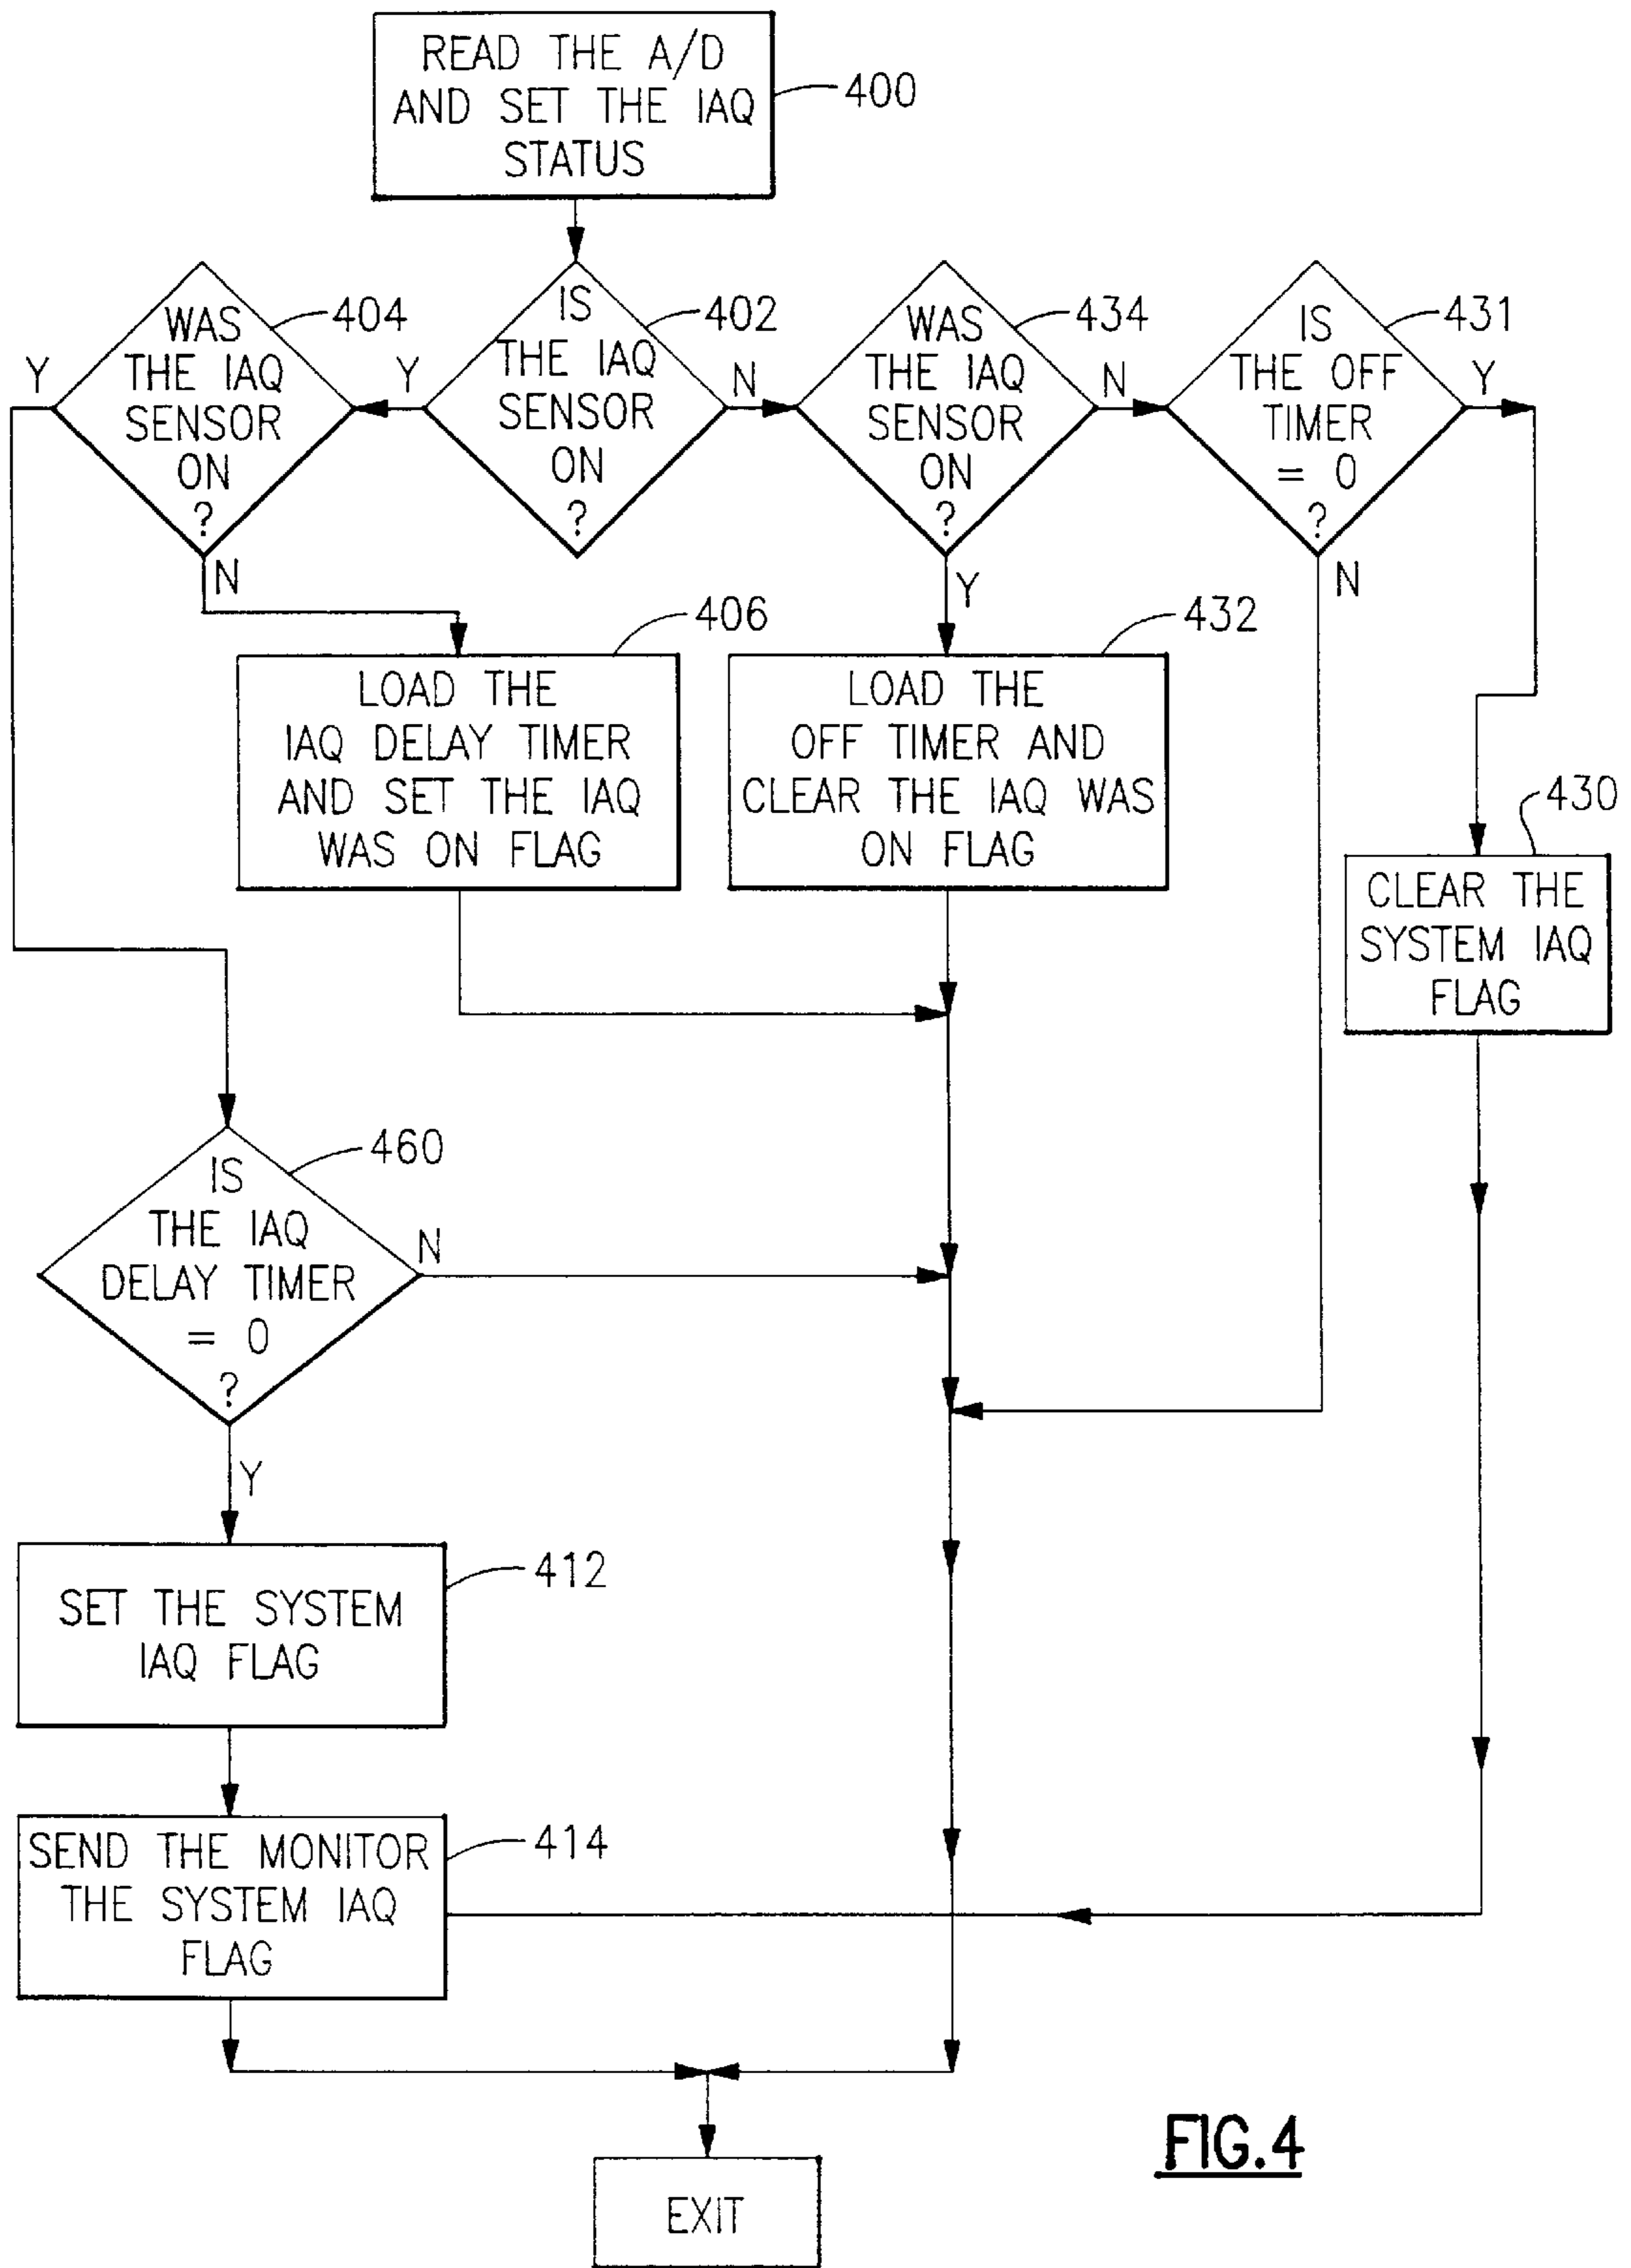 READ THE A/D
AND SET THE IAQ
STATUS
400
WAS
THE IAQ
SENSOR
ON
?
404
Y
N
IS
THE IAQ
SENSOR
ON
?
402
Y
N
WAS
THE IAQ
SENSOR
ON
?
434
N
Y
IS
THE OFF
TIMER
= 0
?
431
Y
N
LOAD THE
IAQ DELAY TIMER
AND SET THE IAQ
WAS ON FLAG
406
LOAD THE
OFF TIMER AND
CLEAR THE IAQ WAS
ON FLAG
432
CLEAR THE
SYSTEM IAQ
FLAG
430
IS
THE IAQ
DELAY TIMER
= 0
?
460
N
Y
SET THE SYSTEM
IAQ FLAG
412
SEND THE MONITOR
THE SYSTEM IAQ
FLAG
414
EXIT
FIG.4